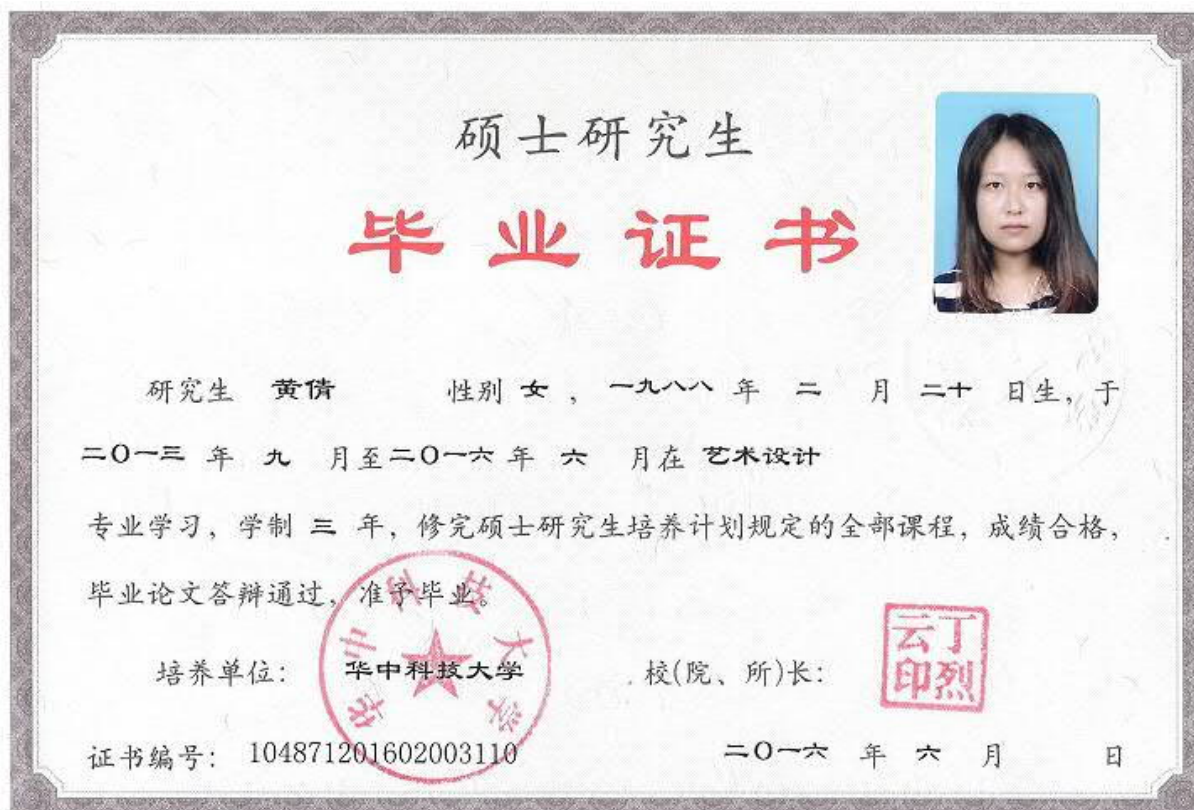 硕士研究生
毕业证书
研究生 黄倩 性别 女 ， 一九八八 年 二 月 二十 日生，于
二〇一三 年 九 月至二〇一六 年 六 月在 艺术设计
专业学习，学制 三 年，修完硕士研究生培养计划规定的全部课程，成绩合格，
毕业论文答辩通过，准予毕业。
培养单位： 华中科技大学 校(院、所)长：
华中科技大学
丁烈云印
证书编号： 104871201602003110 二〇一六 年 六 月 日